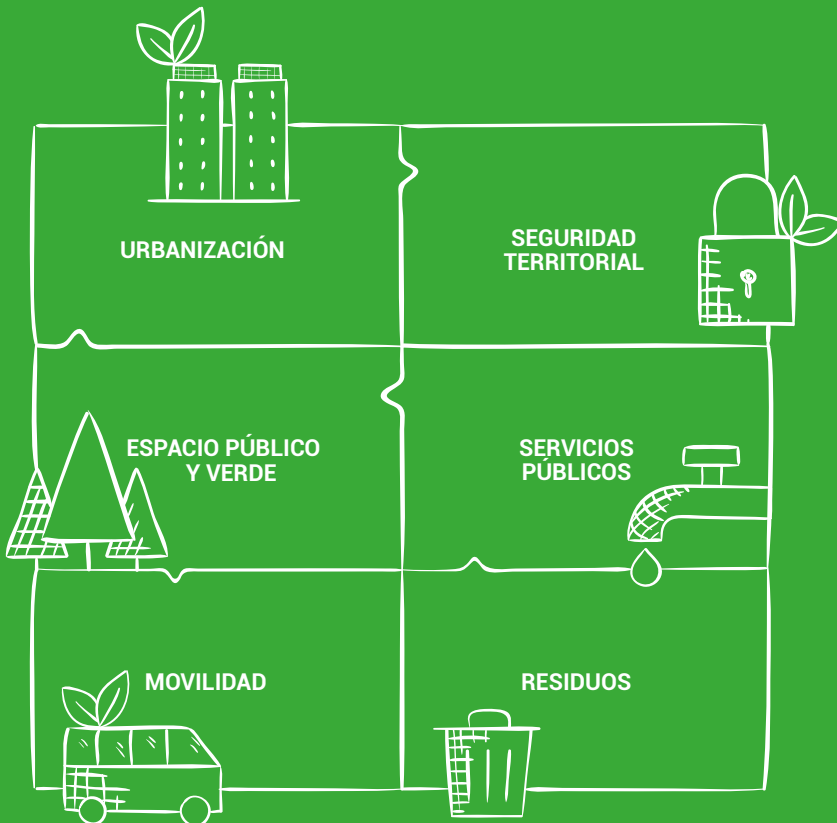 URBANIZACIÓN
SEGURIDAD
TERRITORIAL
ESPACIO PÚBLICO
Y VERDE
SERVICIOS
PÚBLICOS
MOVILIDAD
RESIDUOS